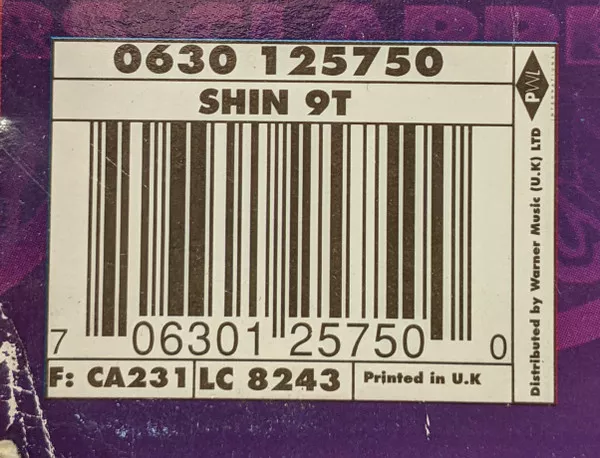 0630 125750
SHIN 9T
7 06301 25750 0
F: CA231
LC 8243
Printed in U.K
PWL
INTERNATIONAL
Distributed by Warner Music (U.K) LTD